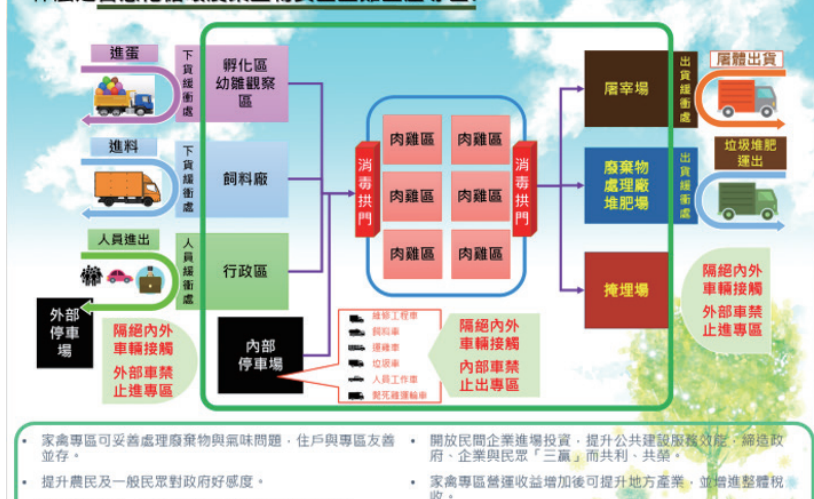 進蛋
下貨緩衝處
孵化區
幼雛觀察
區
進料
下貨緩衝處
飼料廠
人員進出
人員緩衝處
行政區
外部
停車
場
隔絕內外
車輛接觸
外部車禁
止進專區
內部
停車場
維修工程車
飼料車
運雞車
垃圾車
人員工作車
斃死雞運輸車
隔絕內外
車輛接觸
內部車禁
止出專區
消毒拱門
肉雞區
肉雞區
肉雞區
肉雞區
肉雞區
肉雞區
消毒拱門
屠宰場
出貨緩衝處
屠體出貨
廢棄物
處理廠
堆肥場
出貨緩衝處
垃圾堆肥
運出
掩埋場
隔絕內外
車輛接觸
外部車禁
止進專區
• 家禽專區可妥善處理廢棄物與氣味問題，住戶與專區友善
並存。
• 提升農民及一般民眾對政府好感度。
• 開放民間企業進場投資，提升公共建設服務效能，締造政
府、企業與民眾「三贏」而共利、共榮。
• 家禽專區營運收益增加後可提升地方產業，並增進整體稅
收。